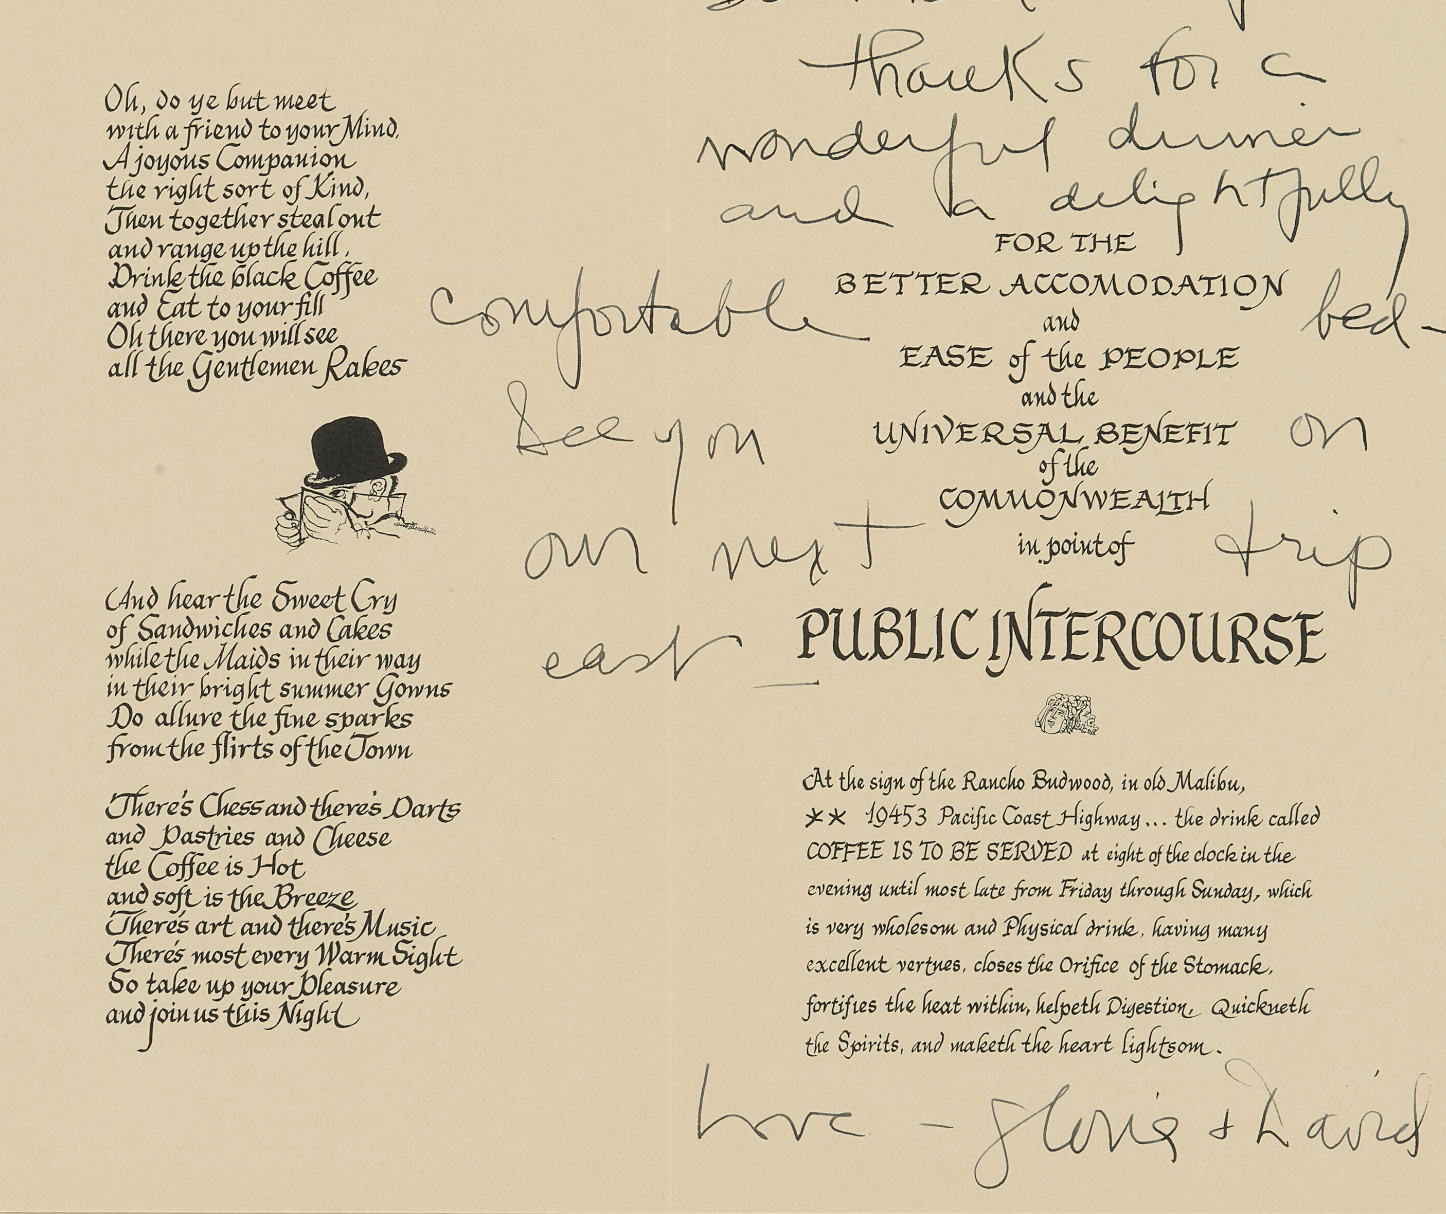 Oh, do ye but meet
with a friend to your Mind,
A joyous Companion
the right sort of Kind,
Then together steal out
and range up the hill,
Drink the black Coffee
and Eat to your fill
Oh there you will see
all the Gentlemen Rakes
And hear the Sweet Cry
of Sandwiches and Cakes
while the Maids in their way
in their bright summer Gowns
Do allure the fine sparks
from the flirts of the Town
There's Chess and there's Darts
and Pastries and Cheese
the Coffee is Hot
and soft is the Breeze
There's art and there's Music
There's most every Warm Sight
So take up your Pleasure
and join us this Night
thanks for a
wonderful dinner
and a delightfully
comfortable bed-
See you on
our next trip
east
FOR THE
BETTER ACCOMODATION
and
EASE of the PEOPLE
and the
UNIVERSAL BENEFIT
of the
COMMONWEALTH
in point of
PUBLIC INTERCOURSE
At the sign of the Rancho Budwood, in old Malibu,
** 19453 Pacific Coast Highway... the drink called
COFFEE IS TO BE SERVED at eight of the clock in the
evening until most late from Friday through Sunday, which
is very wholesom and Physical drink, having many
excellent vertues, closes the Orifice of the Stomack,
fortifies the heat within, helpeth Digestion, Quickneth
the Spirits, and maketh the heart lightsom.
Love - Gloria + David